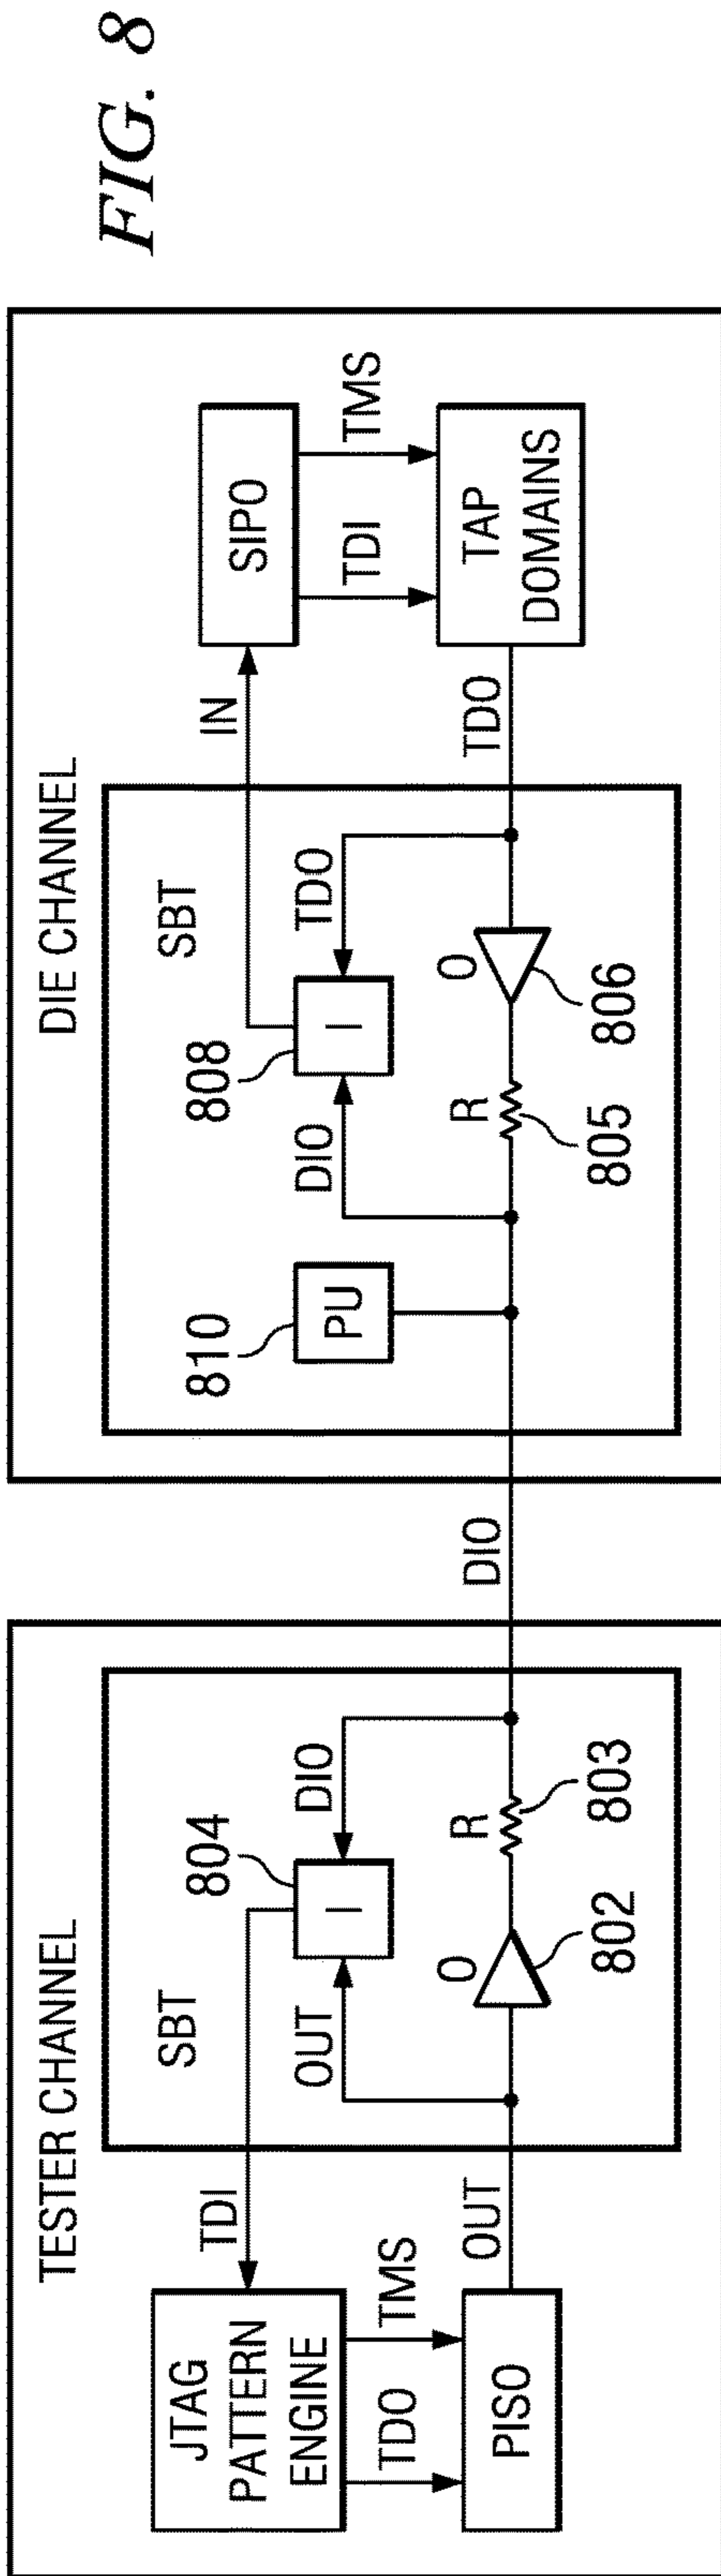 FIG. 8
TESTER CHANNEL
JTAG
PATTERN
ENGINE
TDI
TDO
TMS
PISO
OUT
SBT
OUT
804
I
DIO
O
R
802
803
DIO
DIE CHANNEL
810
PU
DIO
808
I
TDO
SBT
R
O
805
806
IN
TDO
SIPO
TDI
TMS
TAP
DOMAINS